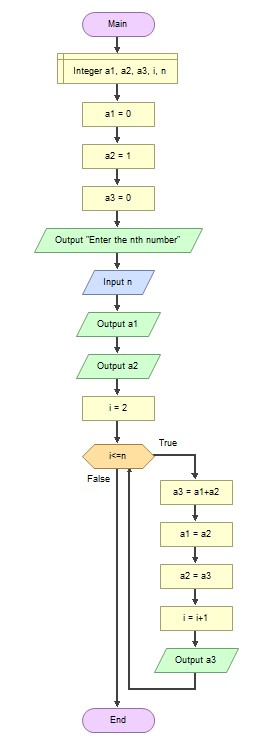 Main
Integer a1, a2, a3, i, n
a1 = 0
a2 = 1
a3 = 0
Output "Enter the nth number"
Input n
Output a1
Output a2
i = 2
i<=n
True
False
a3 = a1+a2
a1 = a2
a2 = a3
i = i+1
Output a3
End